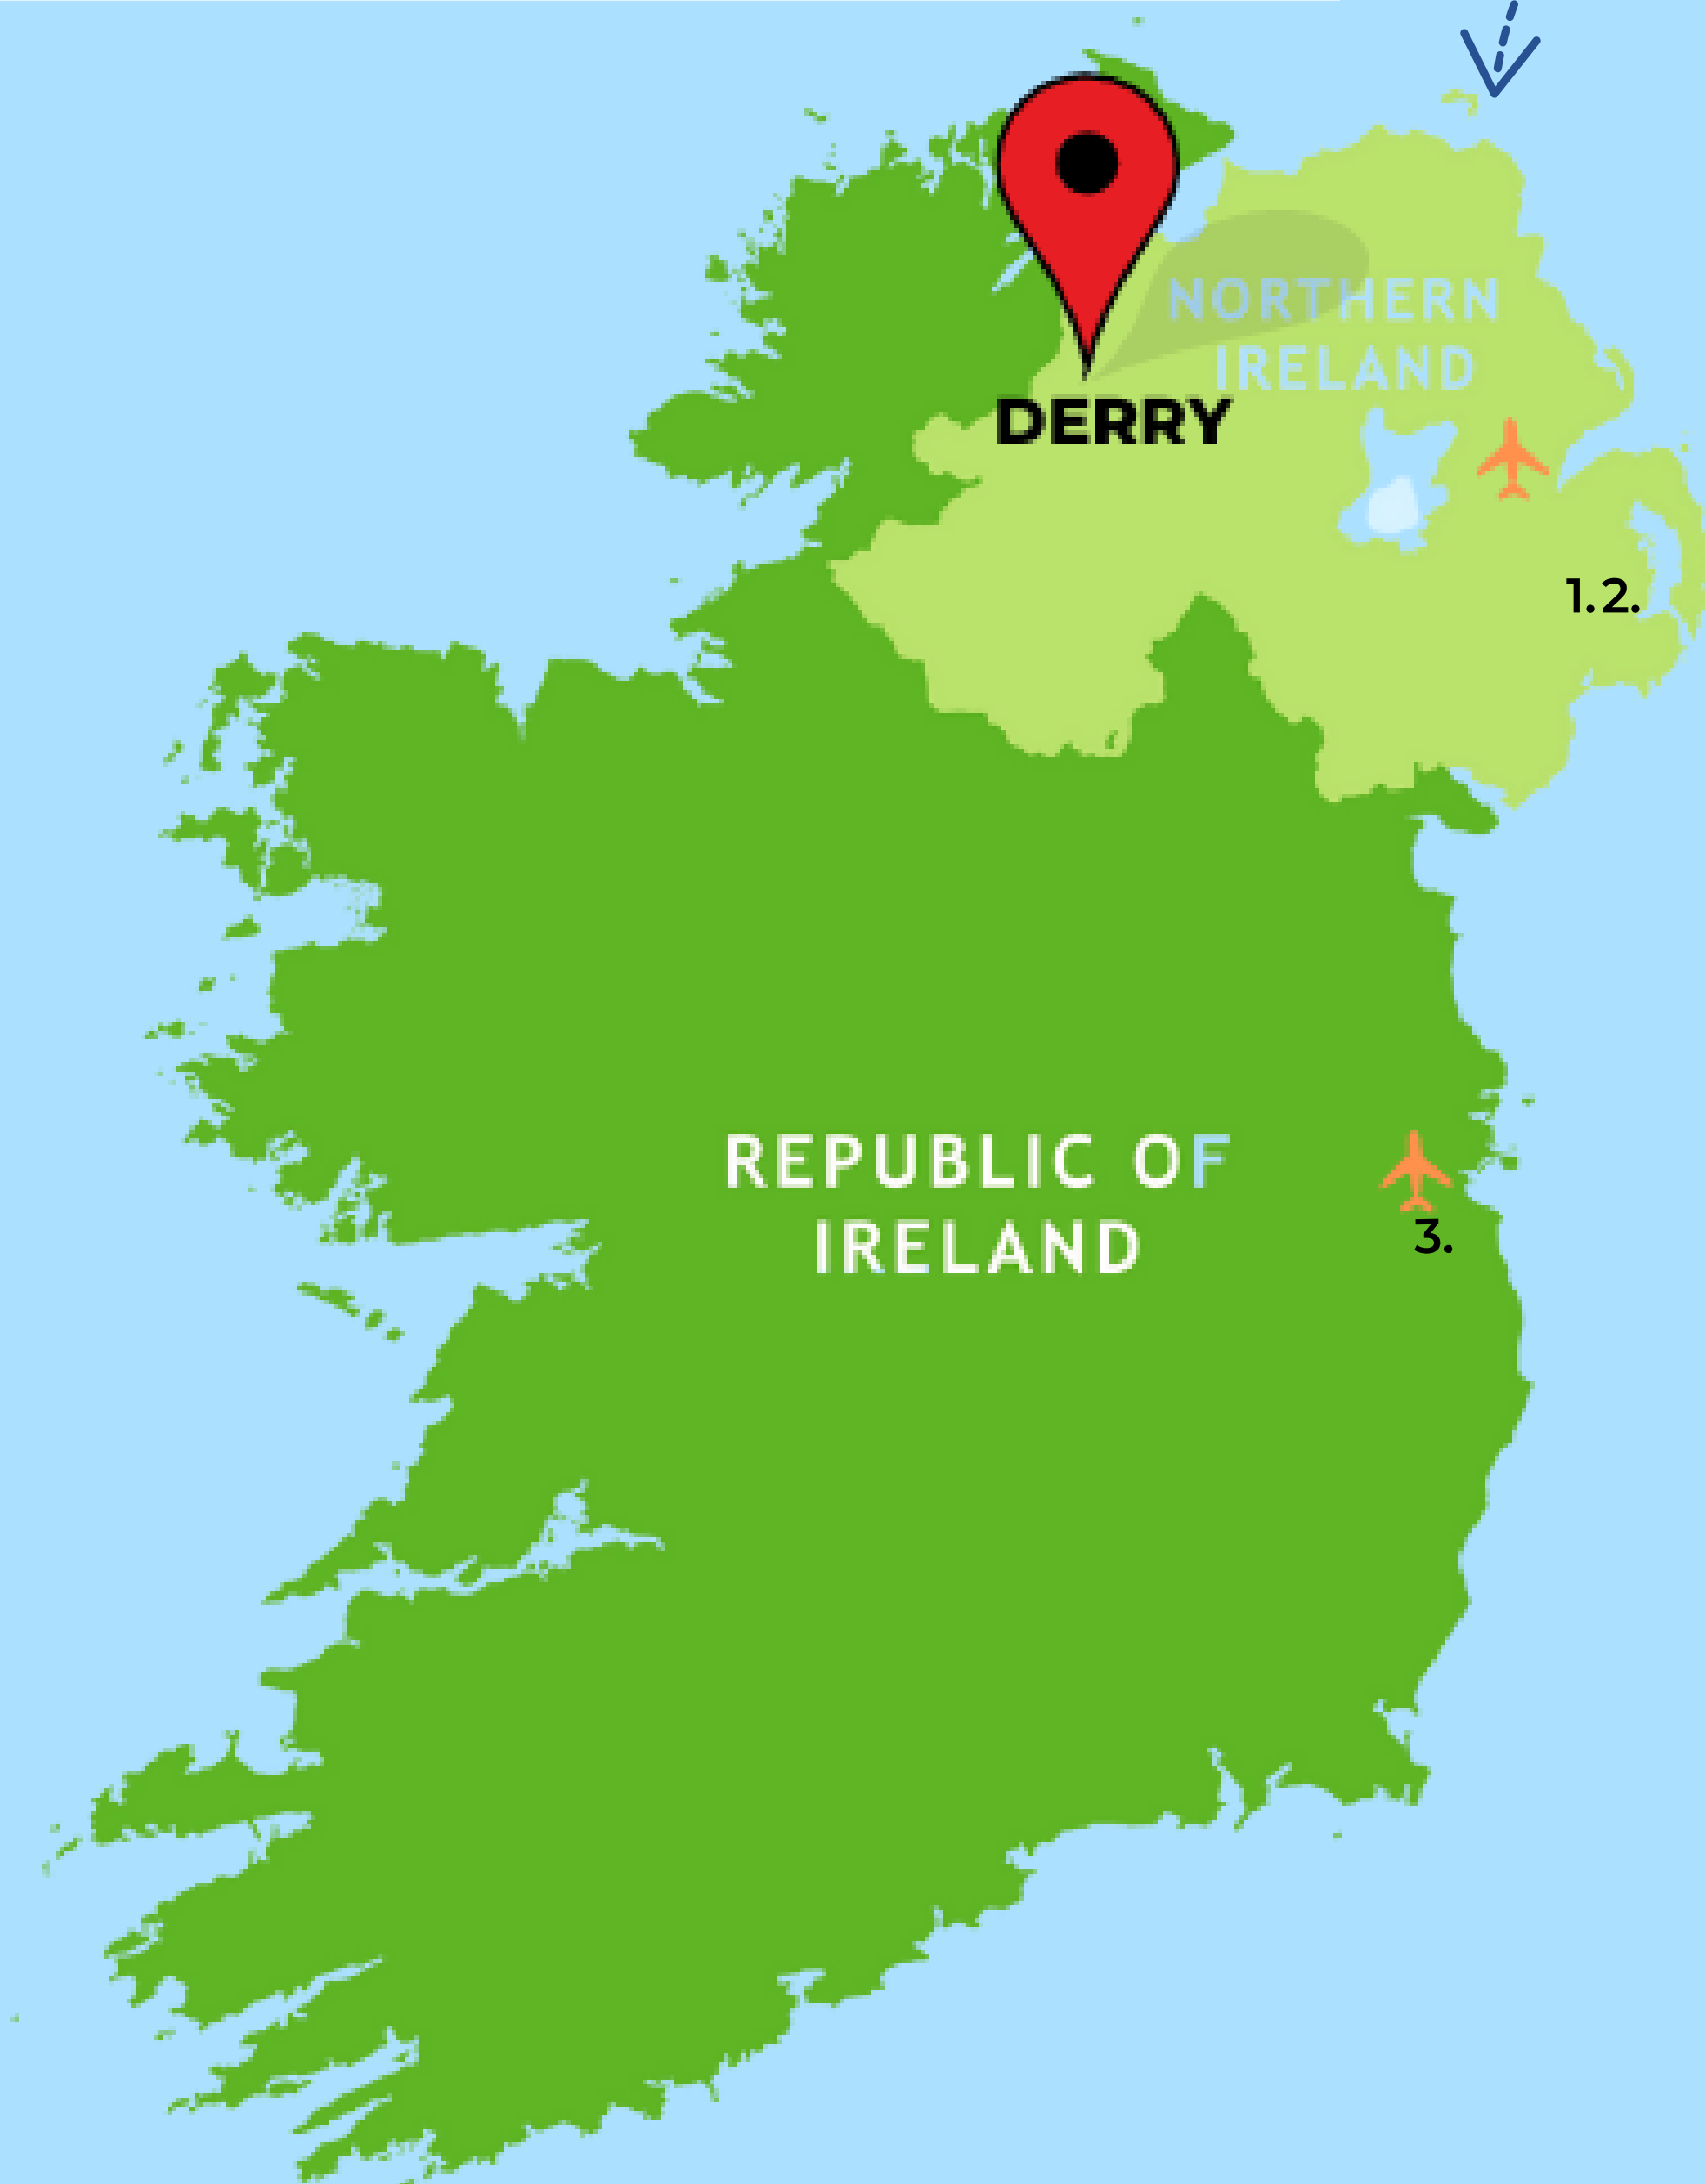 NORTHERN
IRELAND
DERRY
1. 2.
REPUBLIC OF
IRELAND
3.